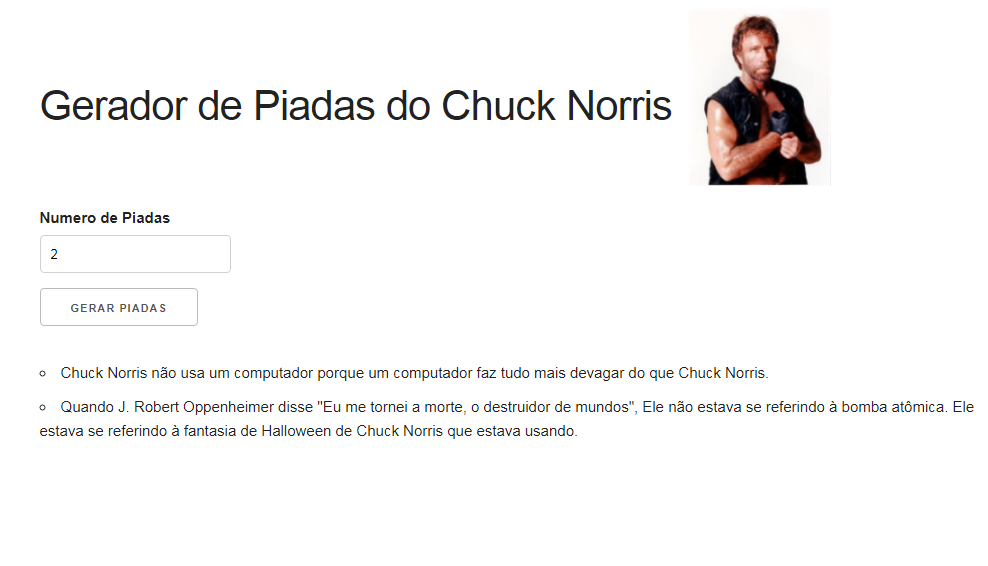 Gerador de Piadas do Chuck Norris
Numero de Piadas
2
GERAR PIADAS
Chuck Norris não usa um computador porque um computador faz tudo mais devagar do que Chuck Norris.
Quando J. Robert Oppenheimer disse "Eu me tornei a morte, o destruidor de mundos", Ele não estava se referindo à bomba atômica. Ele
estava se referindo à fantasia de Halloween de Chuck Norris que estava usando.